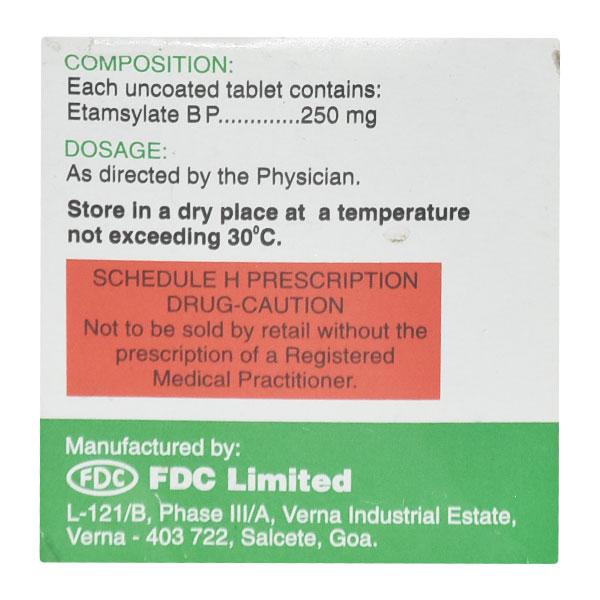 COMPOSITION:
Each uncoated tablet contains:
Etamsylate B P.............250 mg
DOSAGE:
As directed by the Physician.
Store in a dry place at a temperature
not exceeding 30⁰C.
SCHEDULE H PRESCRIPTION
DRUG-CAUTION
Not to be sold by retail without the
prescription of a Registered
Medical Practitioner.
Manufactured by:
FDC FDC Limited
L-121/B, Phase III/A, Verna Industrial Estate,
Verna - 403 722, Salcete, Goa.